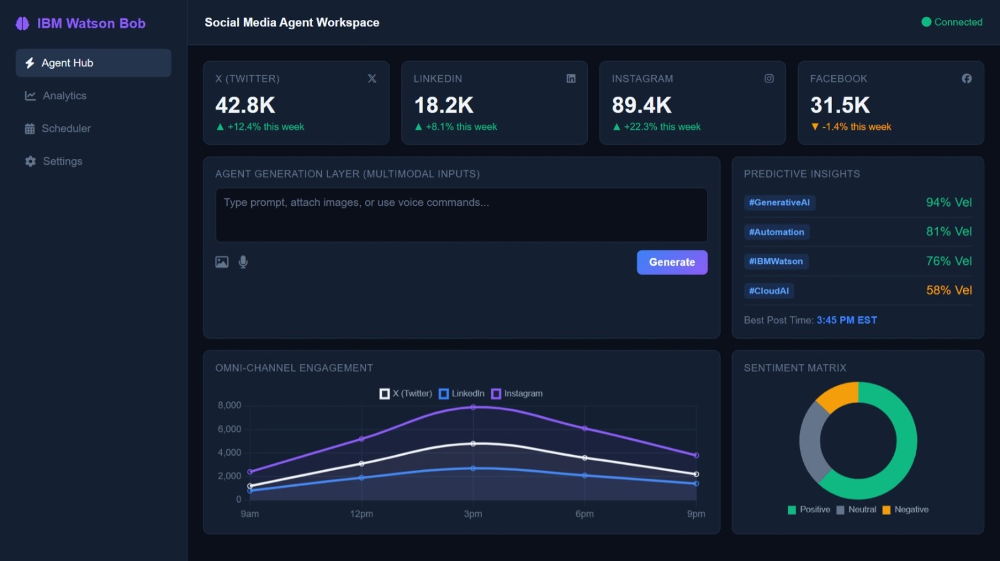 IBM Watson Bob
Agent Hub
Analytics
Scheduler
Settings
Social Media Agent Workspace
Connected
X (TWITTER)
42.8K
▲ +12.4% this week
LINKEDIN
18.2K
▲ +8.1% this week
INSTAGRAM
89.4K
▲ +22.3% this week
FACEBOOK
31.5K
▼ -1.4% this week
AGENT GENERATION LAYER (MULTIMODAL INPUTS)
Type prompt, attach images, or use voice commands...
Generate
PREDICTIVE INSIGHTS
#GenerativeAI 94% Vel
#Automation 81% Vel
#IBMWatson 76% Vel
#CloudAI 58% Vel
Best Post Time: 3:45 PM EST
OMNI-CHANNEL ENGAGEMENT
X (Twitter) LinkedIn Instagram
8,000
6,000
4,000
2,000
0
9am 12pm 3pm 6pm 9pm
SENTIMENT MATRIX
Positive Neutral Negative